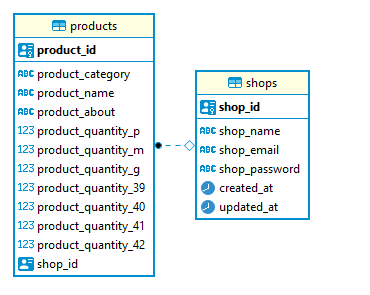 products
product_id
ABC product_category
ABC product_name
ABC product_about
123 product_quantity_p
123 product_quantity_m
123 product_quantity_g
123 product_quantity_39
123 product_quantity_40
123 product_quantity_41
123 product_quantity_42
shop_id
shops
shop_id
ABC shop_name
ABC shop_email
ABC shop_password
created_at
updated_at